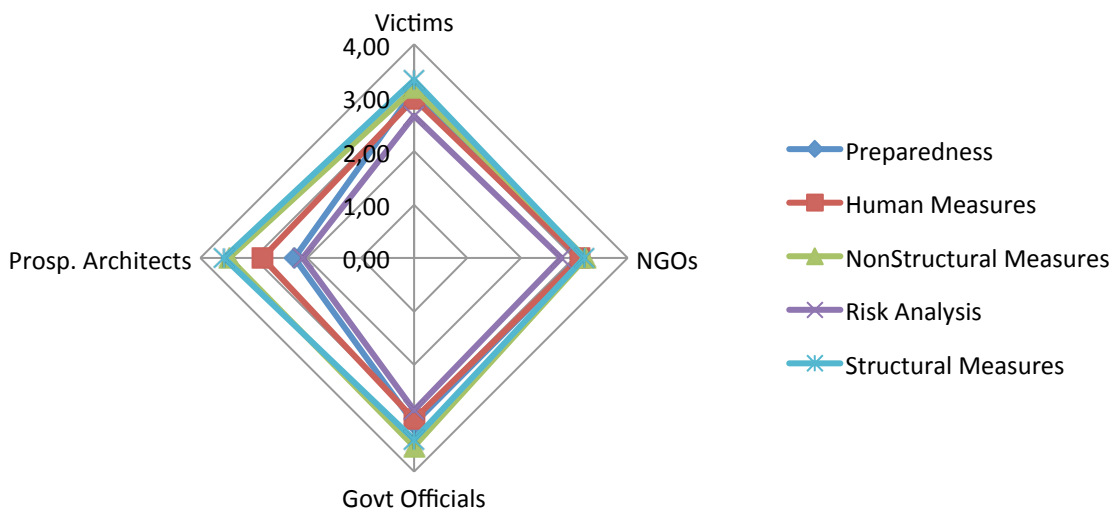 Victims
4,00
3,00
2,00
1,00
0,00
Prosp. Architects
NGOs
Govt Officials
Preparedness
Human Measures
NonStructural Measures
Risk Analysis
Structural Measures